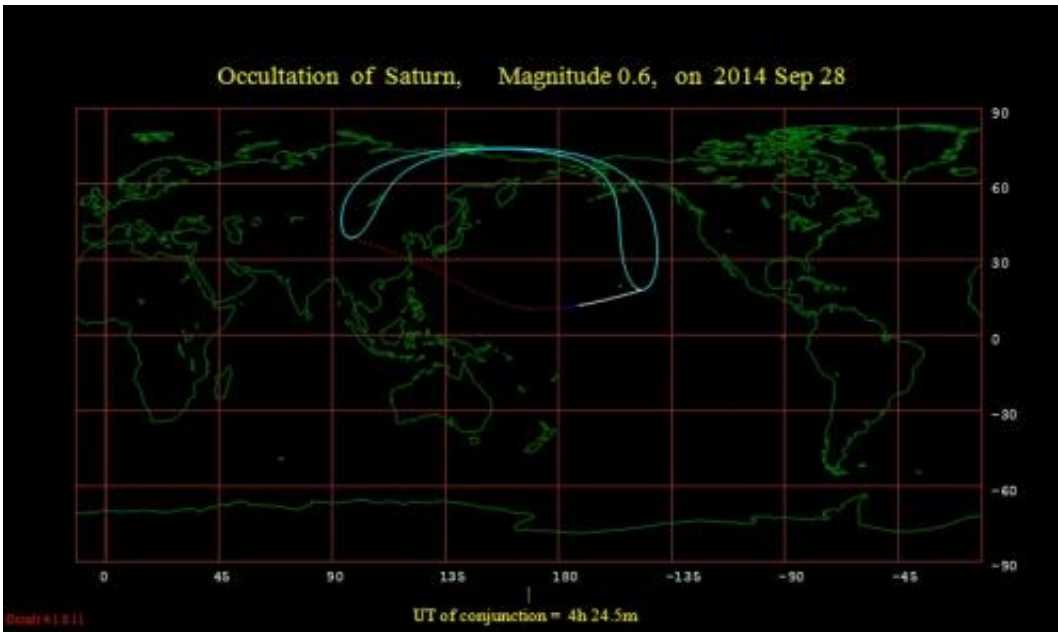 Occultation of Saturn, Magnitude 0.6, on 2014 Sep 28
90
60
30
0
-30
-60
-90
0 45 90 135 180 -135 -90 -45
UT of conjunction = 4h 24.5m